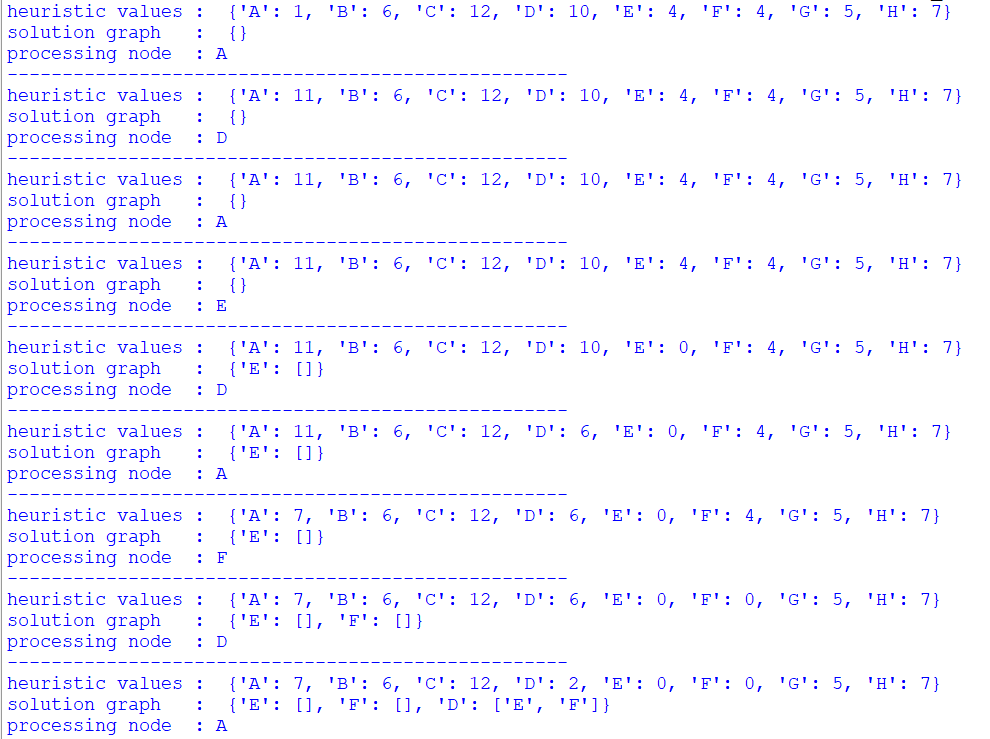 heuristic values :  {'A': 1, 'B': 6, 'C': 12, 'D': 10, 'E': 4, 'F': 4, 'G': 5, 'H': 7}
solution graph   :  {}
processing node  : A
-----------------------------------------------------
heuristic values :  {'A': 11, 'B': 6, 'C': 12, 'D': 10, 'E': 4, 'F': 4, 'G': 5, 'H': 7}
solution graph   :  {}
processing node  : D
-----------------------------------------------------
heuristic values :  {'A': 11, 'B': 6, 'C': 12, 'D': 10, 'E': 4, 'F': 4, 'G': 5, 'H': 7}
solution graph   :  {}
processing node  : A
-----------------------------------------------------
heuristic values :  {'A': 11, 'B': 6, 'C': 12, 'D': 10, 'E': 4, 'F': 4, 'G': 5, 'H': 7}
solution graph   :  {}
processing node  : E
-----------------------------------------------------
heuristic values :  {'A': 11, 'B': 6, 'C': 12, 'D': 10, 'E': 0, 'F': 4, 'G': 5, 'H': 7}
solution graph   :  {'E': []}
processing node  : D
-----------------------------------------------------
heuristic values :  {'A': 11, 'B': 6, 'C': 12, 'D': 6, 'E': 0, 'F': 4, 'G': 5, 'H': 7}
solution graph   :  {'E': []}
processing node  : A
-----------------------------------------------------
heuristic values :  {'A': 7, 'B': 6, 'C': 12, 'D': 6, 'E': 0, 'F': 4, 'G': 5, 'H': 7}
solution graph   :  {'E': []}
processing node  : F
-----------------------------------------------------
heuristic values :  {'A': 7, 'B': 6, 'C': 12, 'D': 6, 'E': 0, 'F': 0, 'G': 5, 'H': 7}
solution graph   :  {'E': [], 'F': []}
processing node  : D
-----------------------------------------------------
heuristic values :  {'A': 7, 'B': 6, 'C': 12, 'D': 2, 'E': 0, 'F': 0, 'G': 5, 'H': 7}
solution graph   :  {'E': [], 'F': [], 'D': ['E', 'F']}
processing node  : A